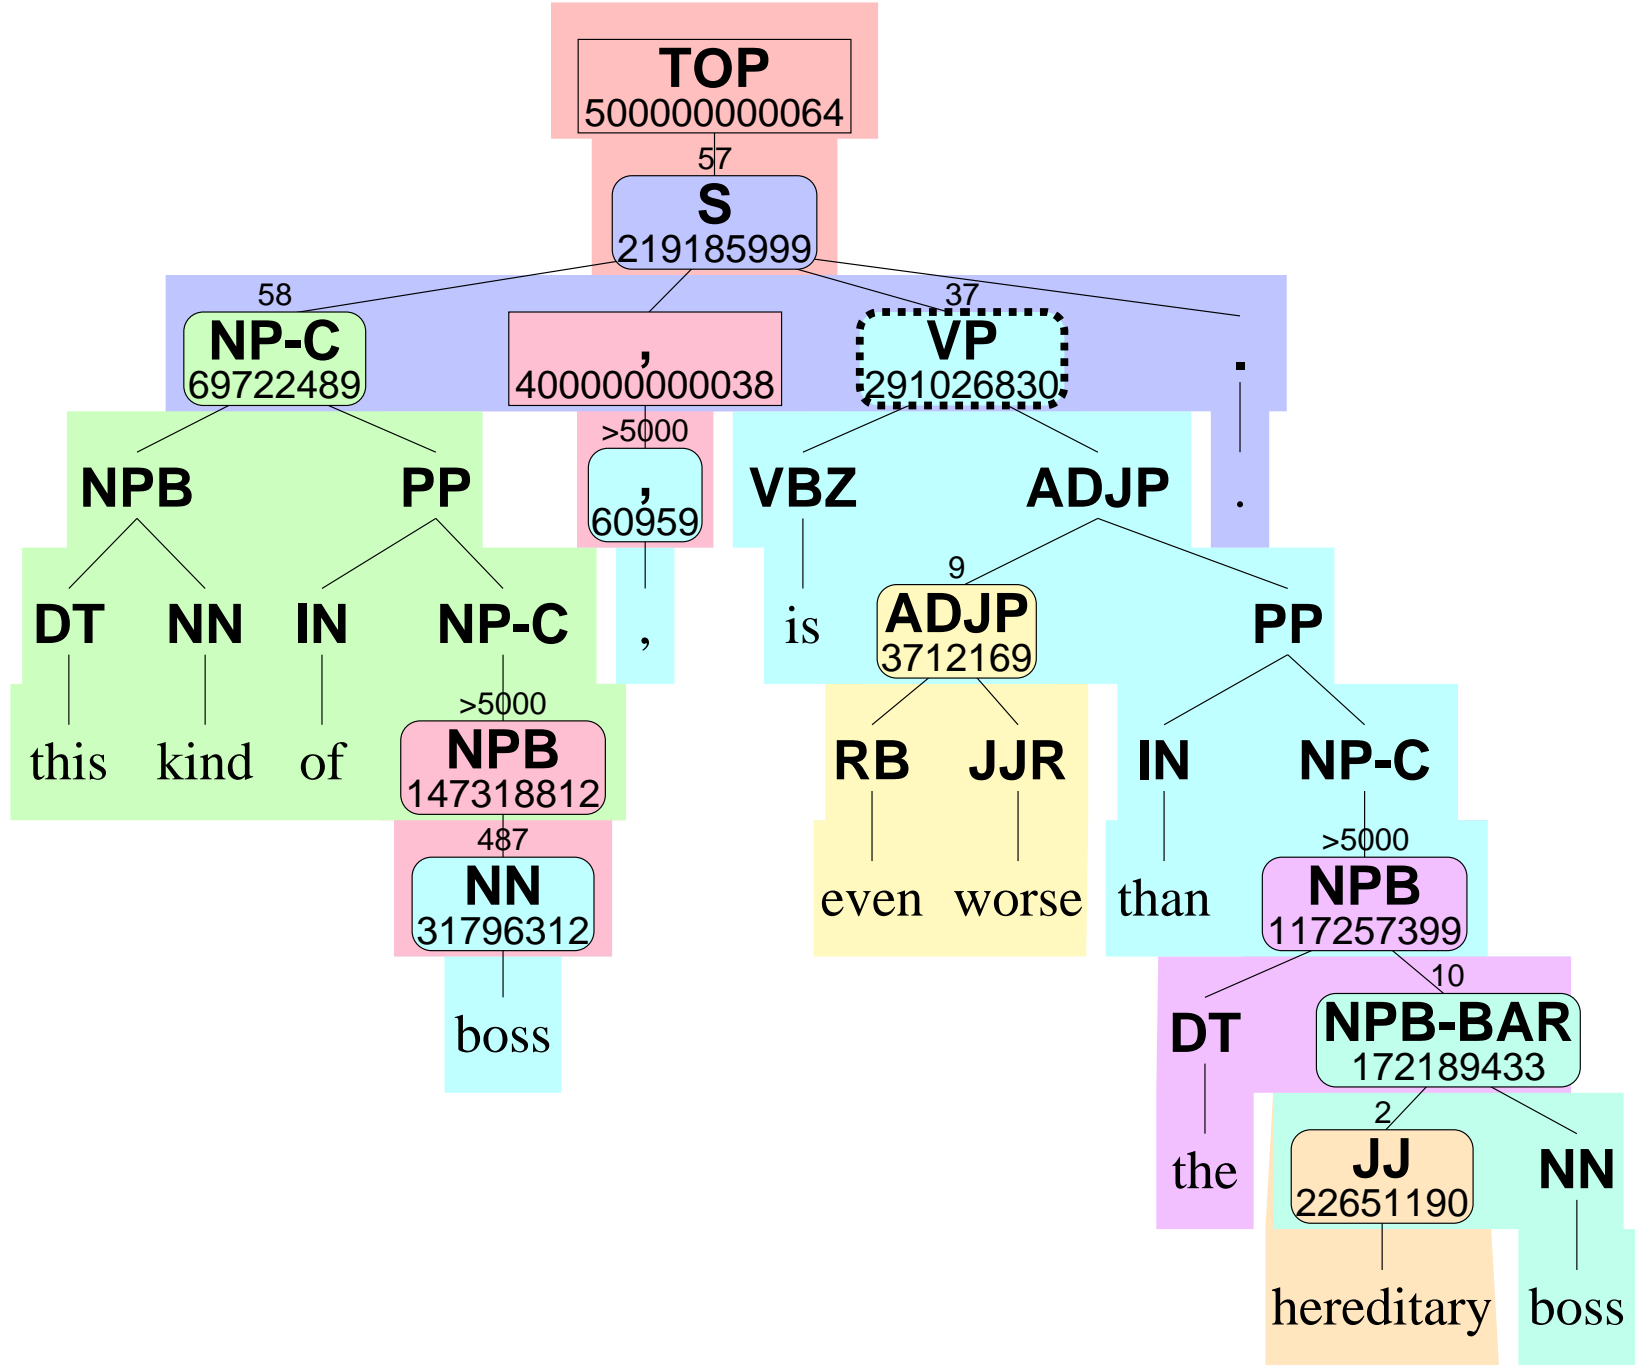 TOP
500000000064
57
S
219185999
58 37
NP-C , VP .
69722489 400000000038 291026830
>5000
NPB PP , VBZ ADJP .
60959
9
DT NN IN NP-C , is ADJP PP
3712169
>5000
this kind of NPB RB JJR IN NP-C
147318812
487 >5000
NN even worse than NPB
31796312 117257399
10
boss DT NPB-BAR
172189433
2
the JJ NN
22651190
hereditary boss